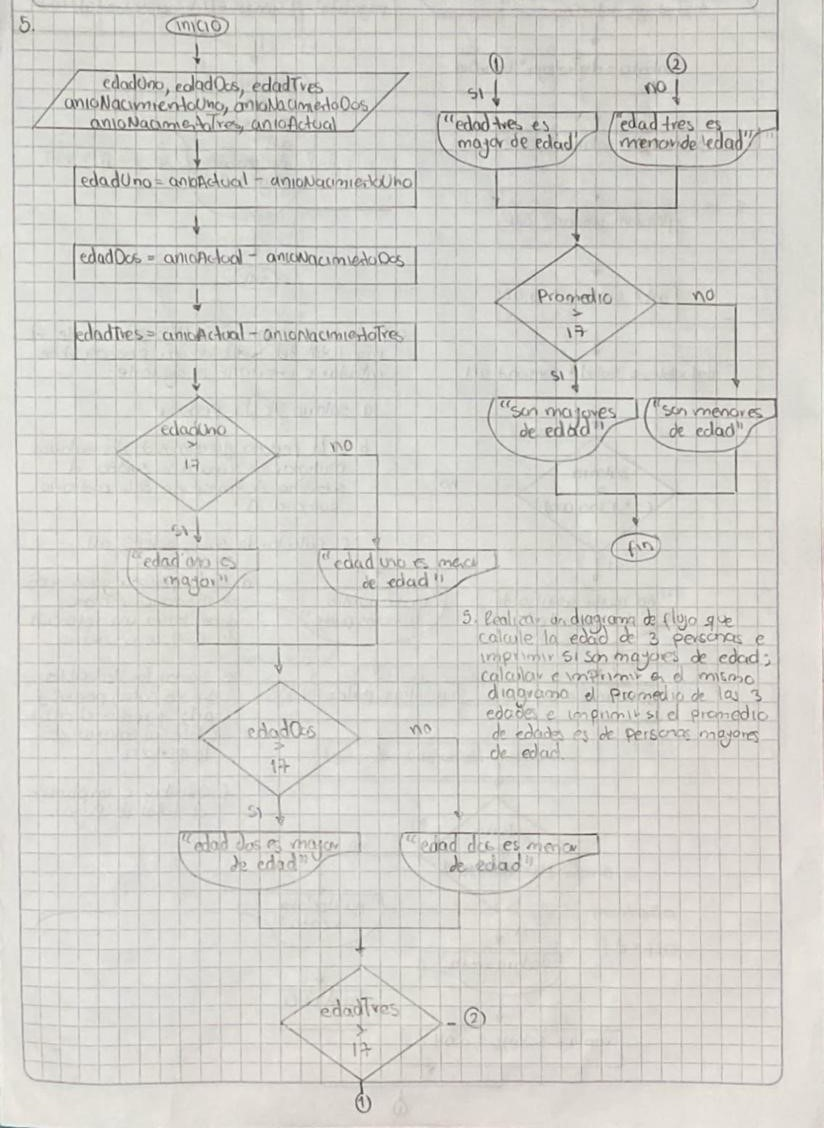 5.
inicio
edadUno, edadDos, edadTres
anioNacimientoUno, anioNacimientoDos
anioNacimientoTres, anioActual
edadUno = anioActual - anioNacimientoUno
edadDos = anioActual - anioNacimientoDos
edadTres = anioActual - anioNacimientoTres
edadUno
>
17
no
si
"edad uno es
mayor"
"edad uno es menor
de edad"
edadDos
>
17
no
si
"edad dos es mayor
de edad"
"edad dos es menor
de edad"
edadTres
>
17
2
1
1
si
"edad tres es
mayor de edad"
2
no
"edad tres es
menor de edad"
Promedio
>
17
no
si
"son mayores
de edad"
"son menores
de edad"
fin
5. Realizar un diagrama de flujo que
calcule la edad de 3 personas e
imprimir si son mayores de edad;
calcular e imprimir en el mismo
diagrama el promedio de las 3
edades e imprimir si el promedio
de edades es de personas mayores
de edad.